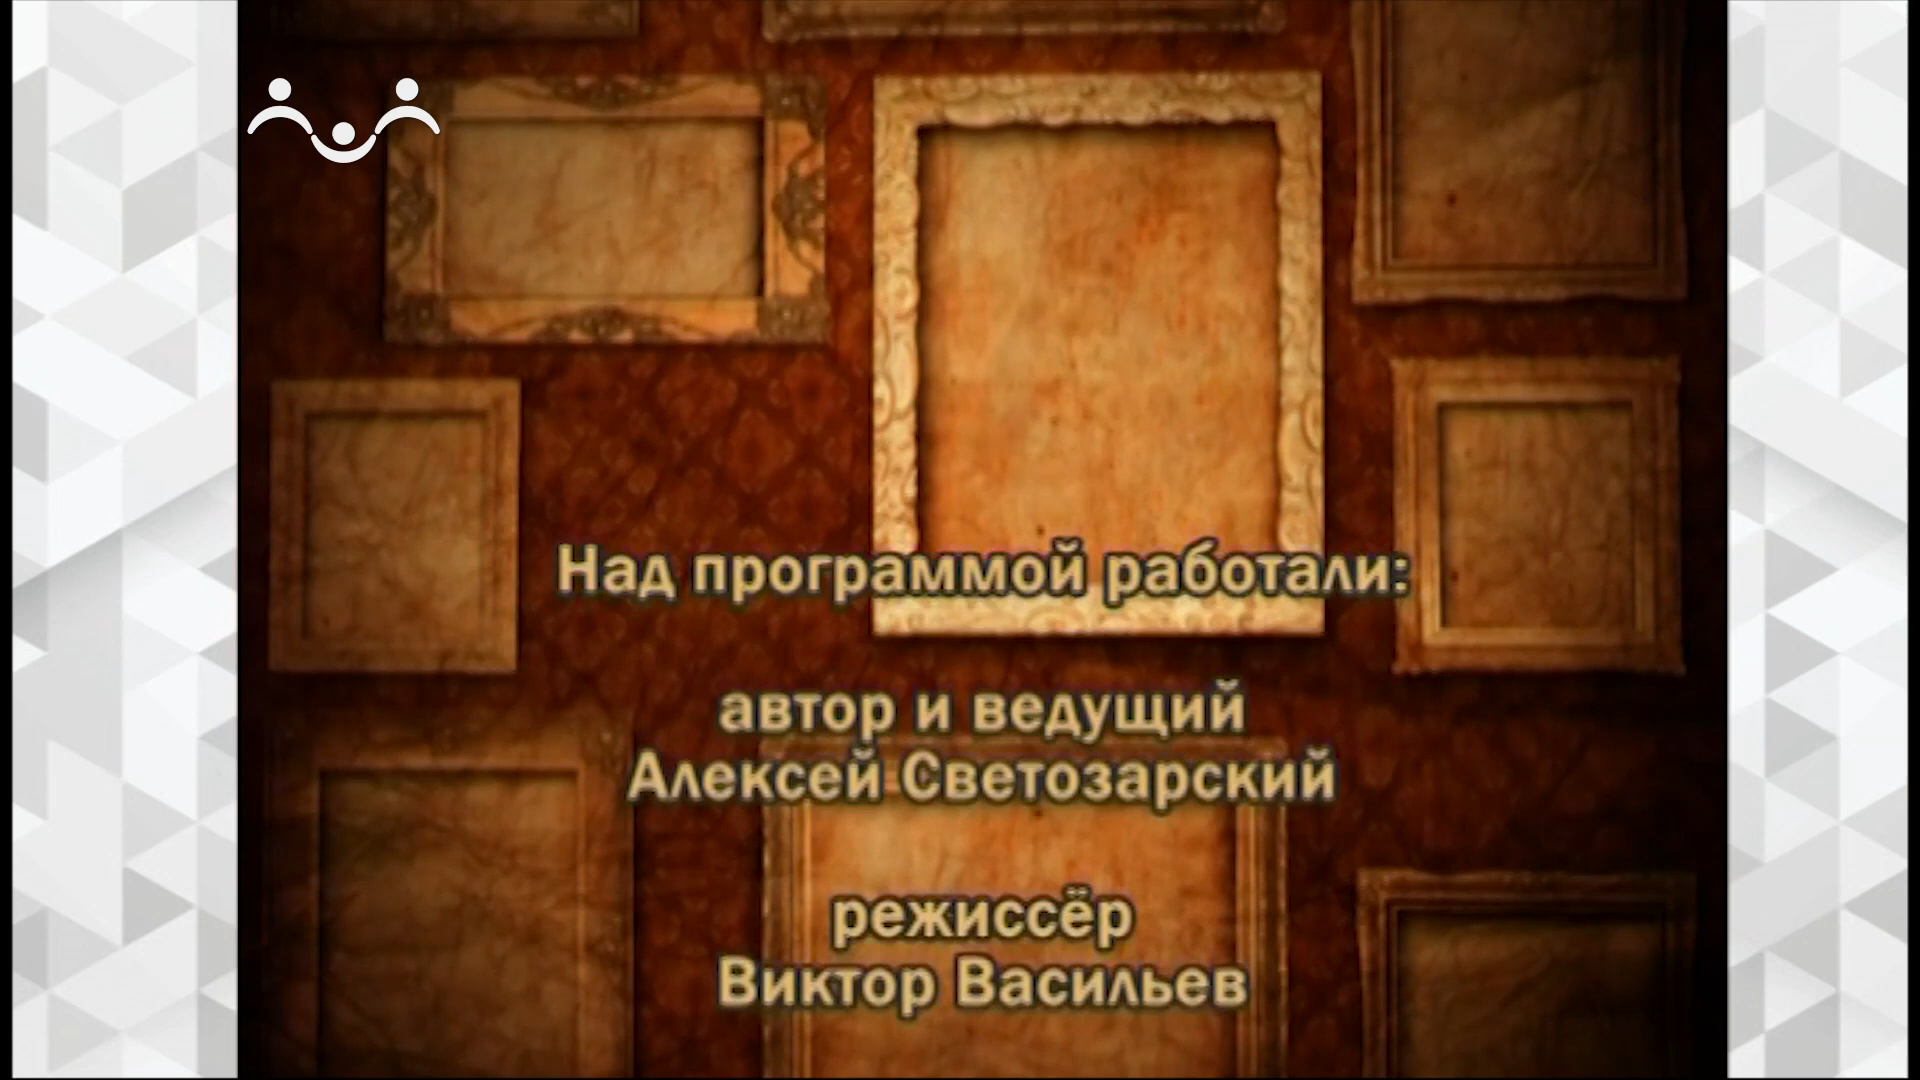 Над программой работали:
автор и ведущий
Алексей Светозарский
режиссёр
Виктор Васильев